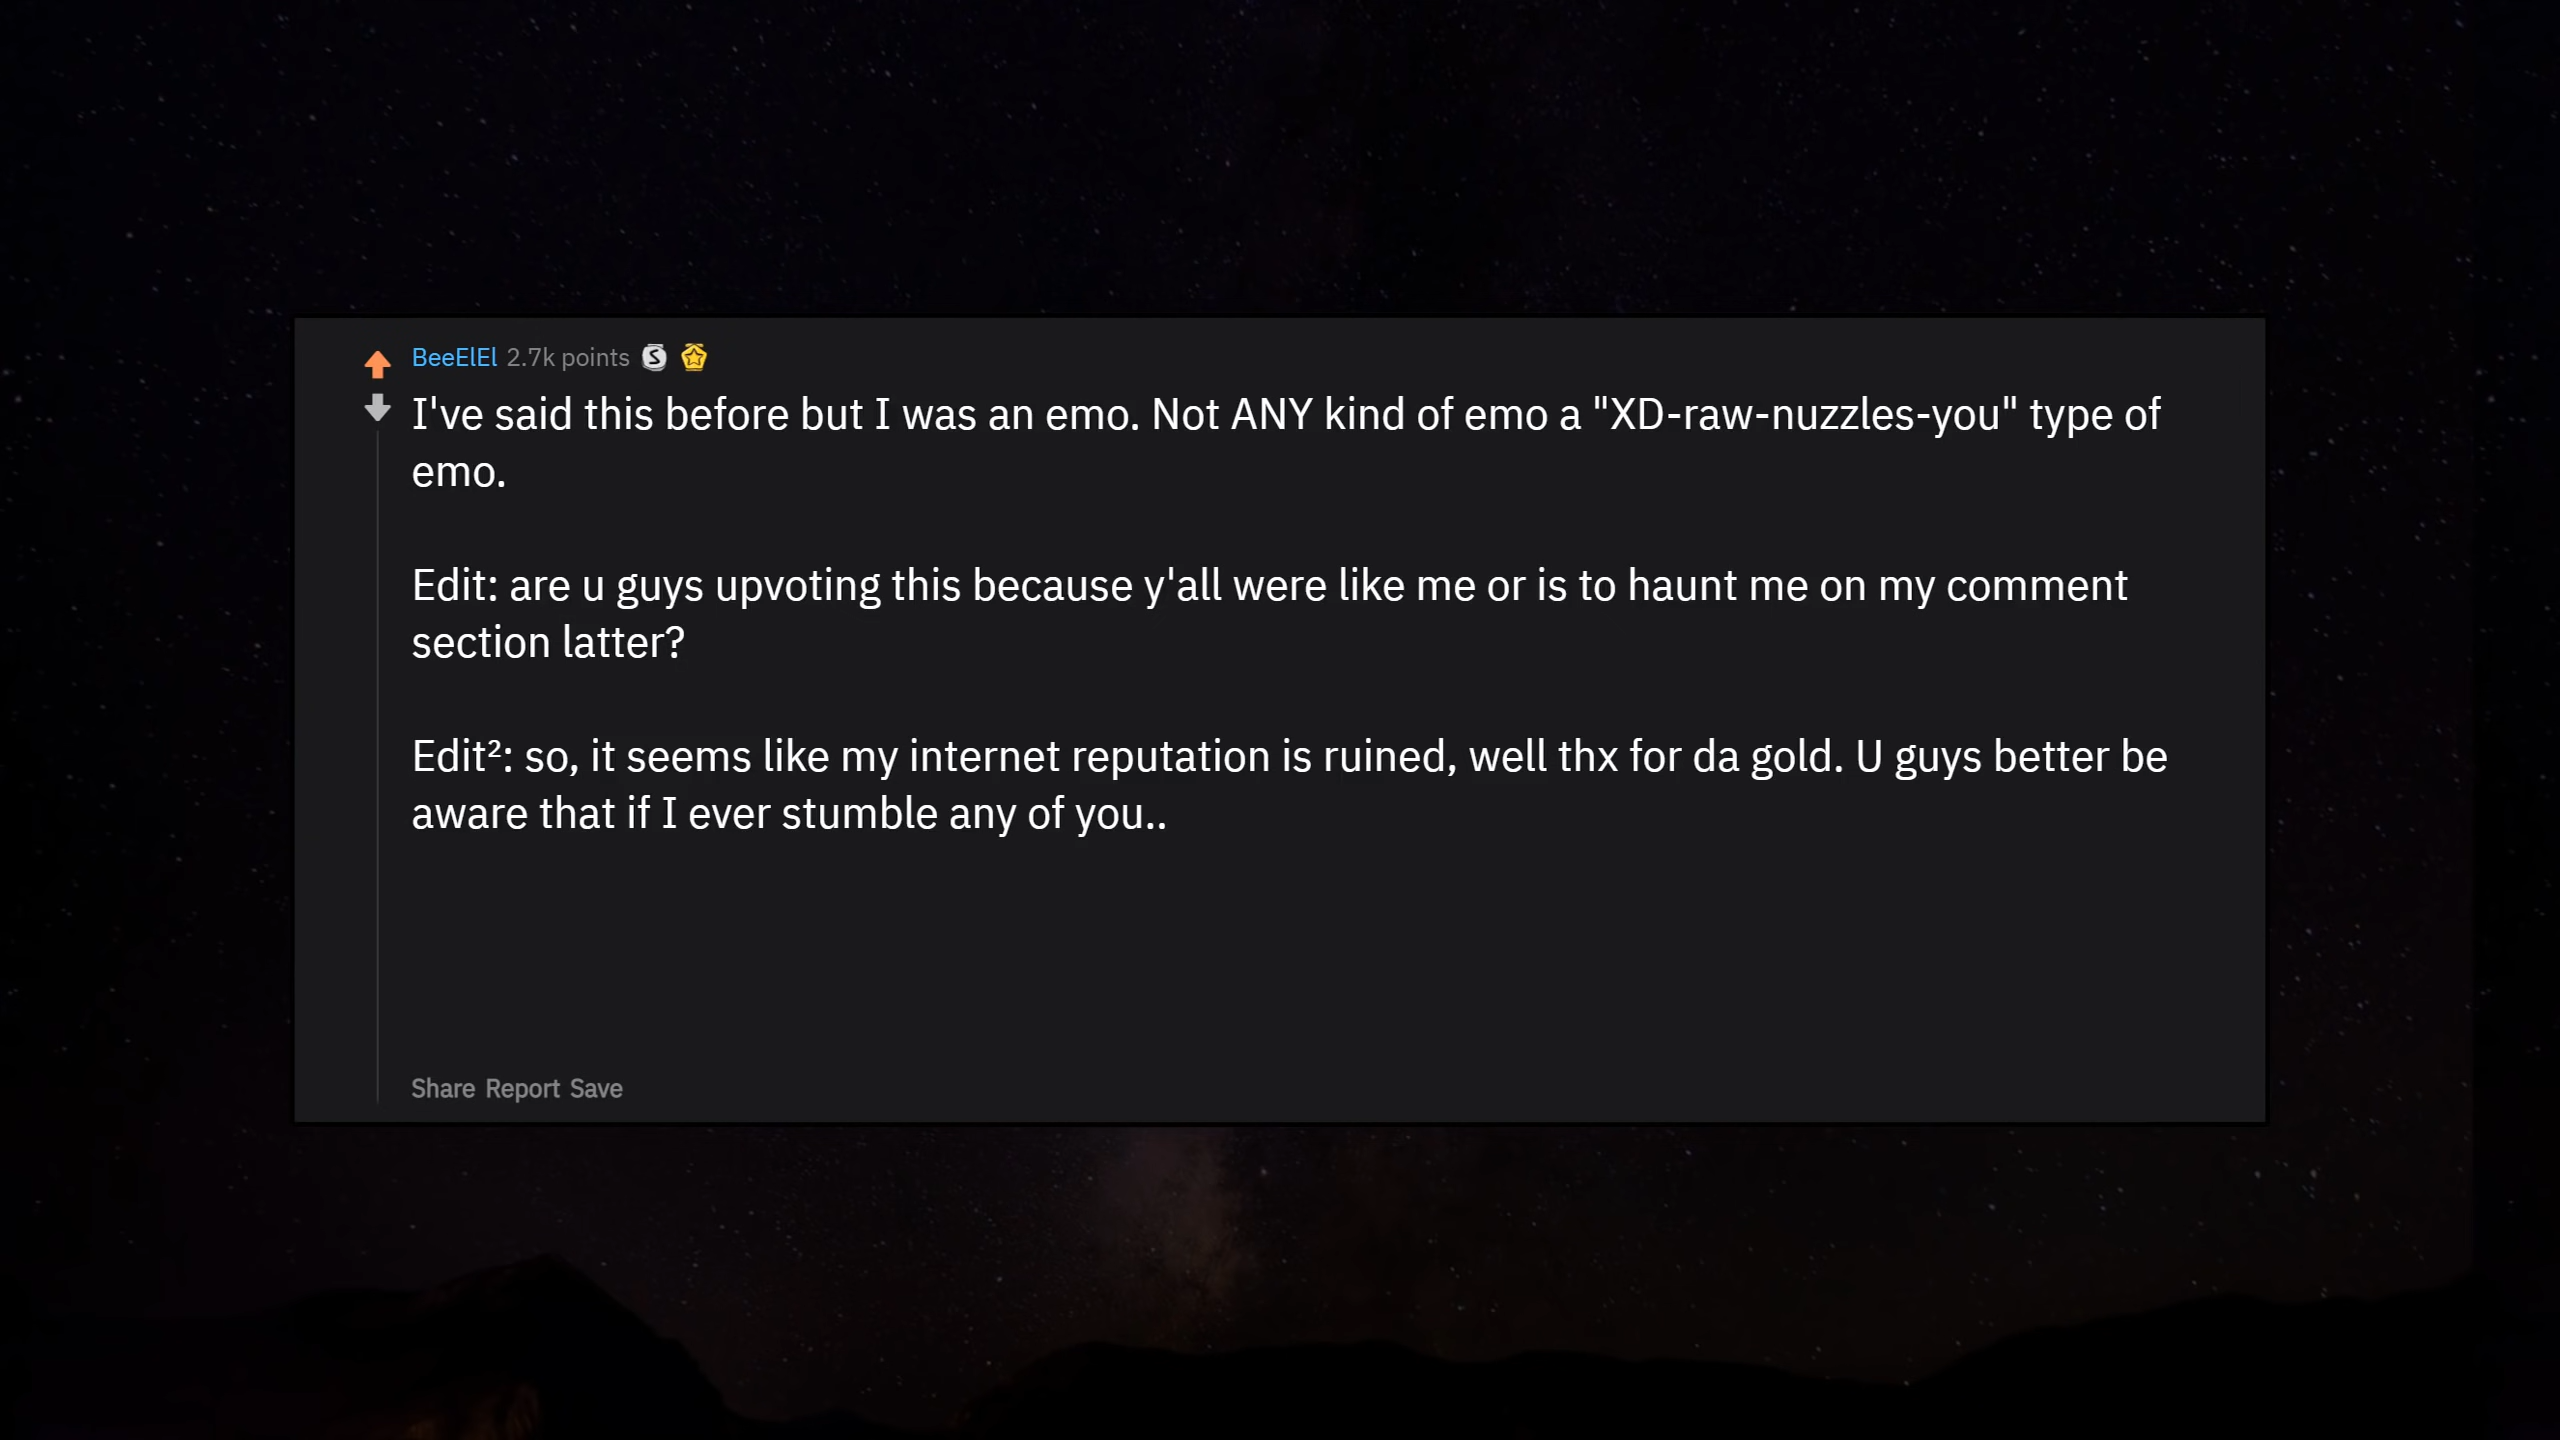 BeeElEl 2.7k points
I've said this before but I was an emo. Not ANY kind of emo a "XD-raw-nuzzles-you" type of
emo.
Edit: are u guys upvoting this because y'all were like me or is to haunt me on my comment
section latter?
Edit²: so, it seems like my internet reputation is ruined, well thx for da gold. U guys better be
aware that if I ever stumble any of you..
Share Report Save